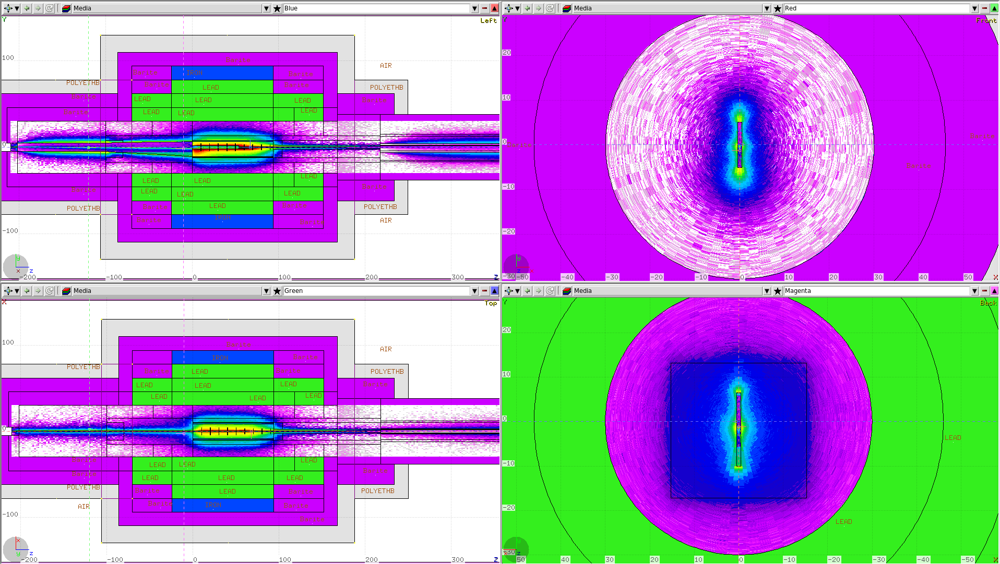 Media Blue
Y Left
100
AIR
IRON
POLYETHB
LEAD
POLYETHB
LEAD
LEAD
LEAD
LEAD
LEAD
LEAD
0
LEAD
LEAD
LEAD
LEAD
LEAD
LEAD
LEAD
POLYETHB
POLYETHB
IRON
AIR
-100
y
x z
-200 -100 0 100 200 300 Z
Media Red
Y Front
20
10
0
-10
-20
y
-30 -50 -40 -30 -20 -10 0 10 20 30 40 50 X
Media Green
X Top
100
AIR
IRON
POLYETHB
LEAD
POLYETHB
LEAD
LEAD
LEAD
LEAD
LEAD
LEAD
0
LEAD
LEAD
LEAD
LEAD
LEAD
LEAD
POLYETHB
LEAD
POLYETHB
AIR
IRON
-100
x
y z
-200 -100 0 100 200 300 Z
Media Magenta
Y Back
20
10
0
LEAD
-10
-20
LEAD
y
x z
-30 50 40 30 20 10 0 -10 -20 -30 -40 -50 X